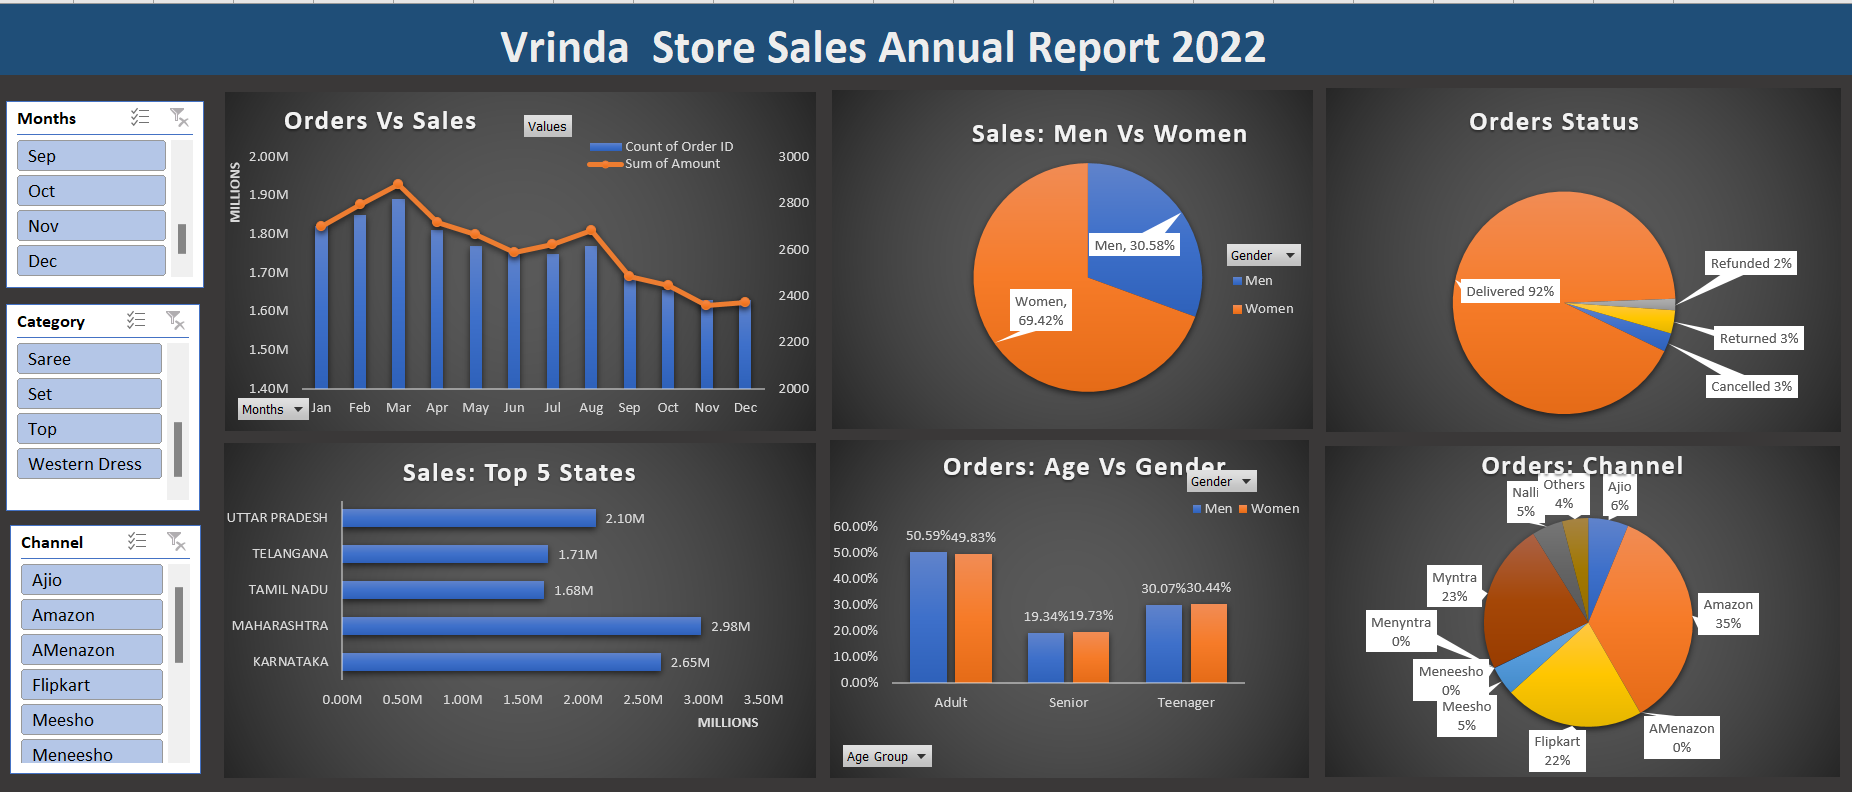 Vrinda  Store Sales Annual Report 2022
Months
Sep
Oct
Nov
Dec
Category
Saree
Set
Top
Western Dress
Channel
Ajio
Amazon
AMenazon
Flipkart
Meesho
Meneesho
Orders Vs Sales
Values
Count of Order ID
Sum of Amount
MILLIONS
2.00M
1.90M
1.80M
1.70M
1.60M
1.50M
1.40M
3000
2800
2600
2400
2200
2000
Months
Jan Feb Mar Apr May Jun Jul Aug Sep Oct Nov Dec
Sales: Men Vs Women
Men, 30.58%
Women,
69.42%
Gender
Men
Women
Orders Status
Delivered 92%
Refunded 2%
Returned 3%
Cancelled 3%
Sales: Top 5 States
UTTAR PRADESH 2.10M
TELANGANA 1.71M
TAMIL NADU 1.68M
MAHARASHTRA 2.98M
KARNATAKA 2.65M
0.00M 0.50M 1.00M 1.50M 2.00M 2.50M 3.00M 3.50M
MILLIONS
Orders: Age Vs Gender
Gender
Men Women
60.00%
50.00%
40.00%
30.00%
20.00%
10.00%
0.00%
50.59% 49.83%
19.34% 19.73%
30.07% 30.44%
Adult Senior Teenager
Age Group
Orders: Channel
Nalli
5%
Others
4%
Ajio
6%
Myntra
23%
Amazon
35%
Menyntra
0%
Meneesho
0%
Meesho
5%
Flipkart
22%
AMenazon
0%